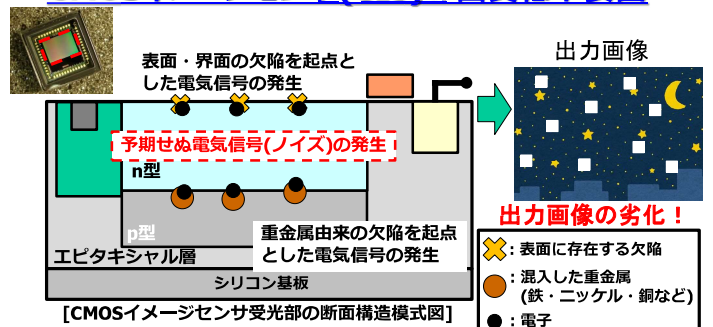 表面・界面の欠陥を起点と
した電気信号の発生
出力画像
予期せぬ電気信号(ノイズ)の発生
n型
p型
重金属由来の欠陥を起点
とした電気信号の発生
エピタキシャル層
シリコン基板
[CMOSイメージセンサ受光部の断面構造模式図]
出力画像の劣化！
：表面に存在する欠陥
：混入した重金属
(鉄・ニッケル・銅など)
：電子